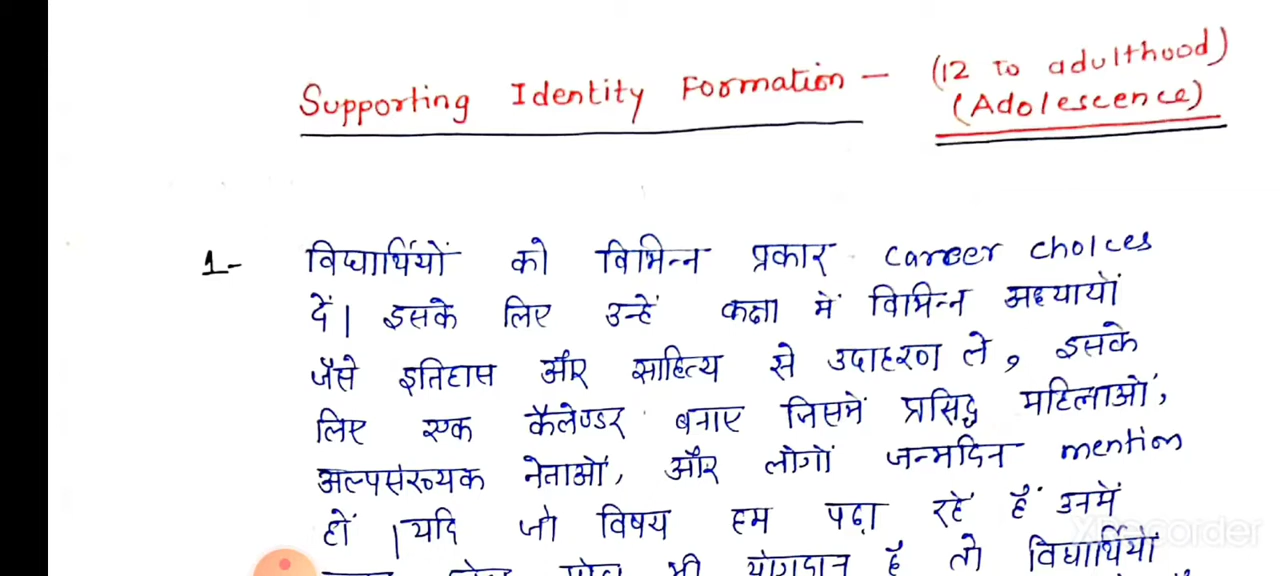 Supporting Identity Formation — (12 to adulthood)
(Adolescence)
1- विद्यार्थियों को विभिन्न प्रकार career choices
दें। इसके लिए उन्हें कक्षा में विभिन्न अध्यायों
जैसे इतिहास और साहित्य से उदाहरण ले, इसके
लिए एक कैलेण्डर बनाए जिसमें प्रसिद्ध महिलाओं,
अल्पसंख्यक नेताओं, और लोगों जन्मदिन mention
हों। यदि जो विषय हम पढ़ा रहे हैं उनमें
भी योगदान है तो विद्यार्थियों
XRecorder